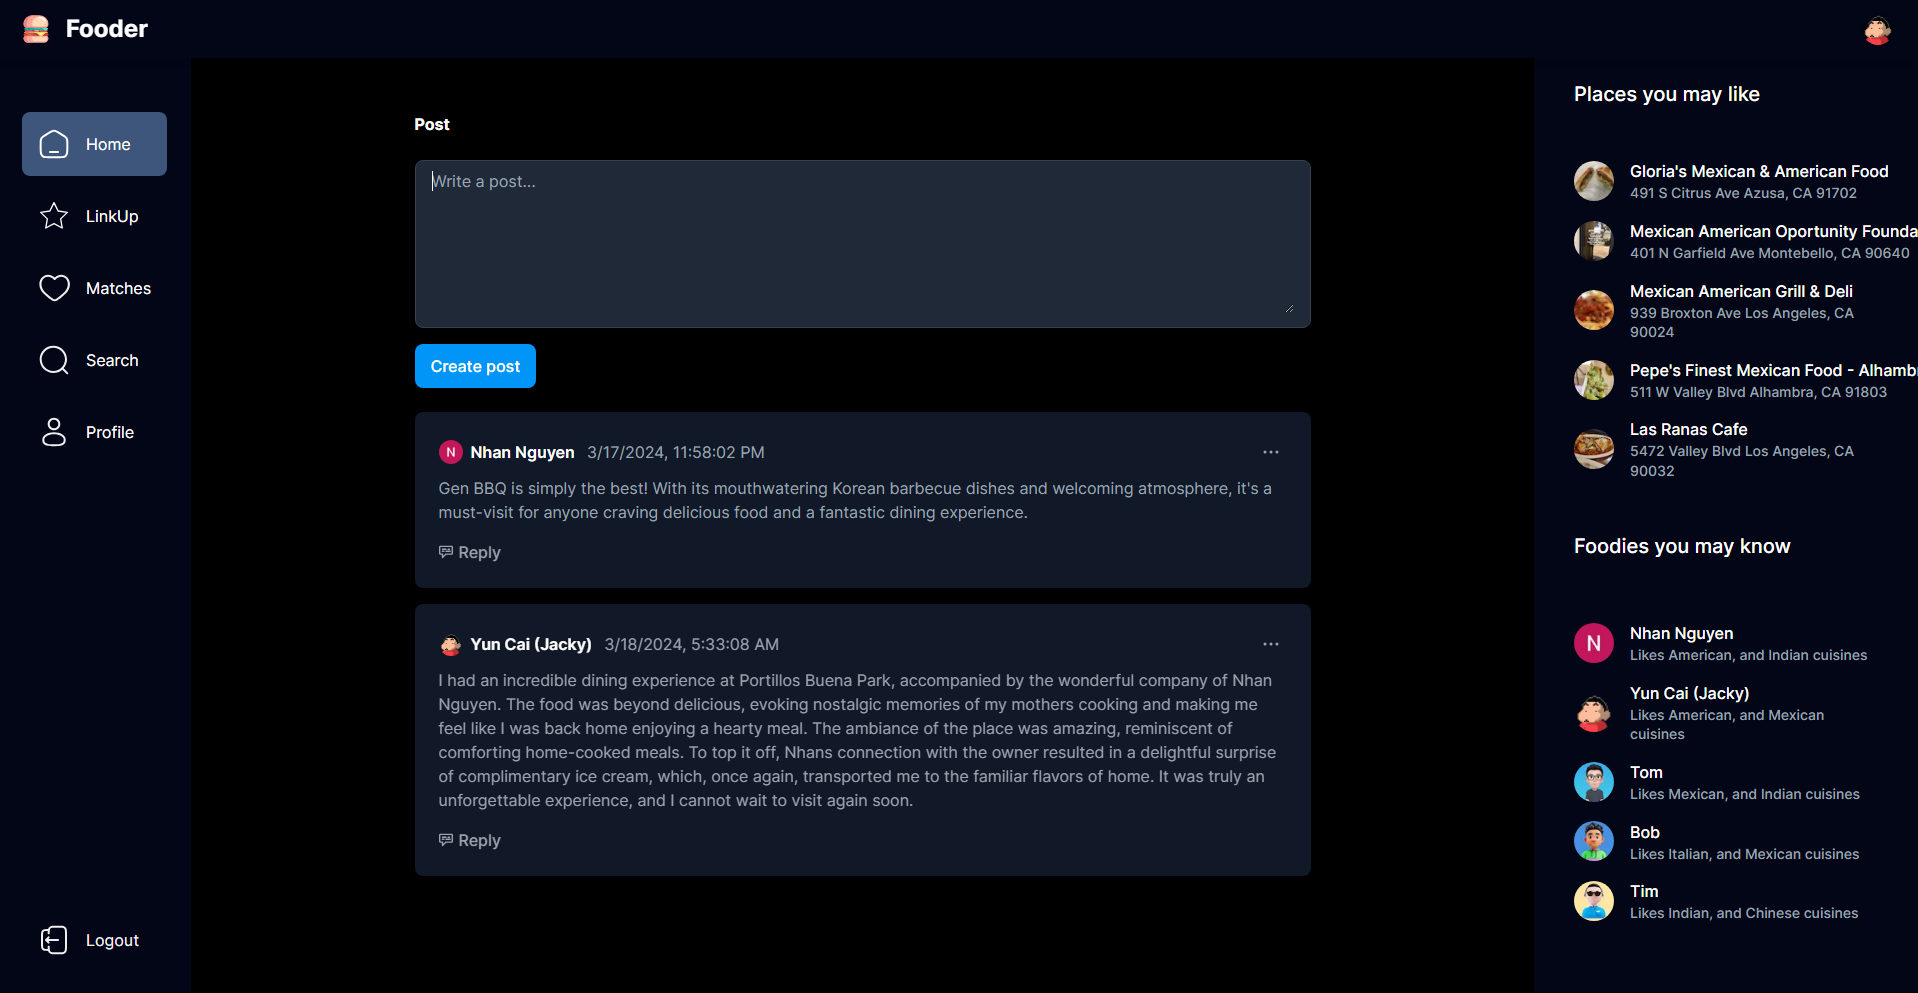 Fooder
Home
LinkUp
Matches
Search
Profile
Logout
Post
Write a post...
Create post
N Nhan Nguyen 3/17/2024, 11:58:02 PM ...
Gen BBQ is simply the best! With its mouthwatering Korean barbecue dishes and welcoming atmosphere, it's a
must-visit for anyone craving delicious food and a fantastic dining experience.
Reply
Yun Cai (Jacky) 3/18/2024, 5:33:08 AM ...
I had an incredible dining experience at Portillos Buena Park, accompanied by the wonderful company of Nhan
Nguyen. The food was beyond delicious, evoking nostalgic memories of my mothers cooking and making me
feel like I was back home enjoying a hearty meal. The ambiance of the place was amazing, reminiscent of
comforting home-cooked meals. To top it off, Nhans connection with the owner resulted in a delightful surprise
of complimentary ice cream, which, once again, transported me to the familiar flavors of home. It was truly an
unforgettable experience, and I cannot wait to visit again soon.
Reply
Places you may like
Gloria's Mexican & American Food
491 S Citrus Ave Azusa, CA 91702
Mexican American Oportunity Founda
401 N Garfield Ave Montebello, CA 90640
Mexican American Grill & Deli
939 Broxton Ave Los Angeles, CA
90024
Pepe's Finest Mexican Food - Alhamb
511 W Valley Blvd Alhambra, CA 91803
Las Ranas Cafe
5472 Valley Blvd Los Angeles, CA
90032
Foodies you may know
N
Nhan Nguyen
Likes American, and Indian cuisines
Yun Cai (Jacky)
Likes American, and Mexican
cuisines
Tom
Likes Mexican, and Indian cuisines
Bob
Likes Italian, and Mexican cuisines
Tim
Likes Indian, and Chinese cuisines